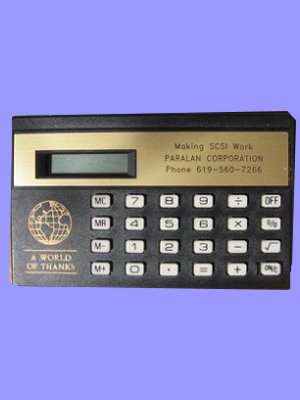 Making SCSI Work
PARALAN CORPORATION
Phone 619-560-7266
MC 7 8 9 ÷ OFF
MR 4 5 6 × %
M- 1 2 3 - √
M+ 0 . = +
A WORLD
OF THANKS